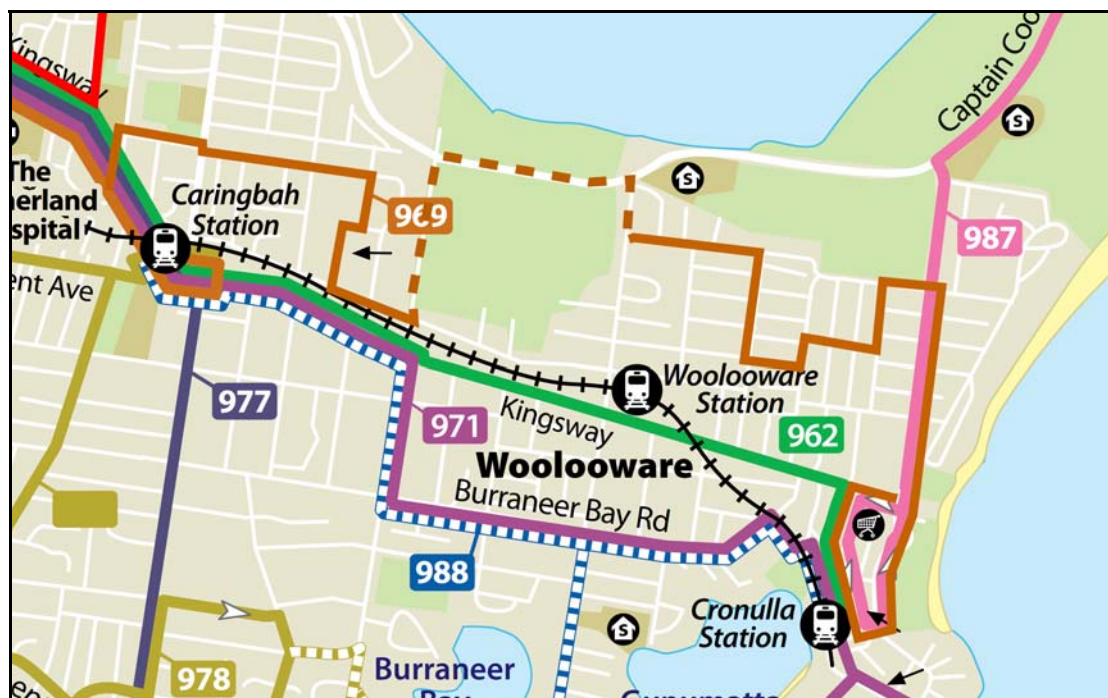 Kingsway
Captain Coo
The
herland
spital
Caringbah
Station
969
987
ent Ave
977
971
Kingsway
Woolooware
Station
962
Woolooware
Burraneer Bay Rd
988
Cronulla
Station
S
S
S
978
Burraneer